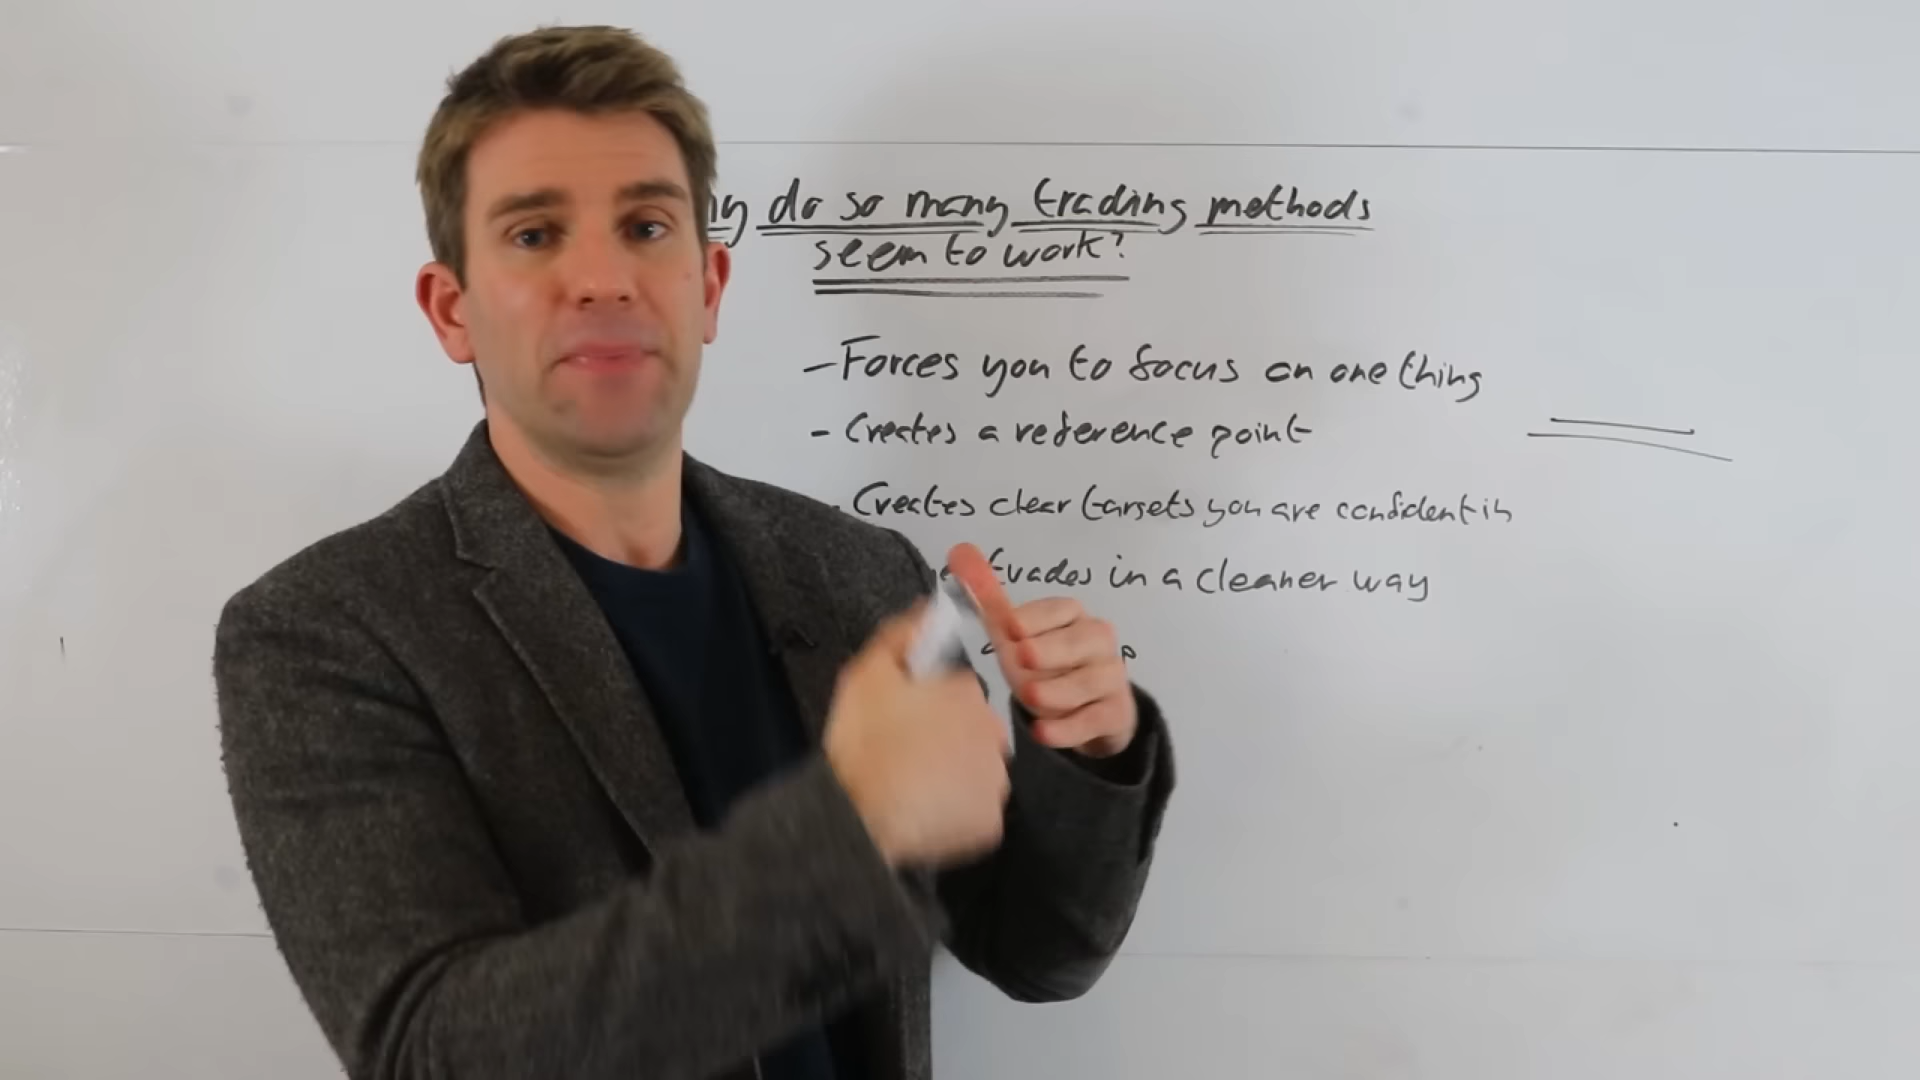 do so many trading methods
seem to work?
- Forces you to focus on one thing
- Creates a reference point
- Creates clear targets you are confident in
trades in a cleaner way